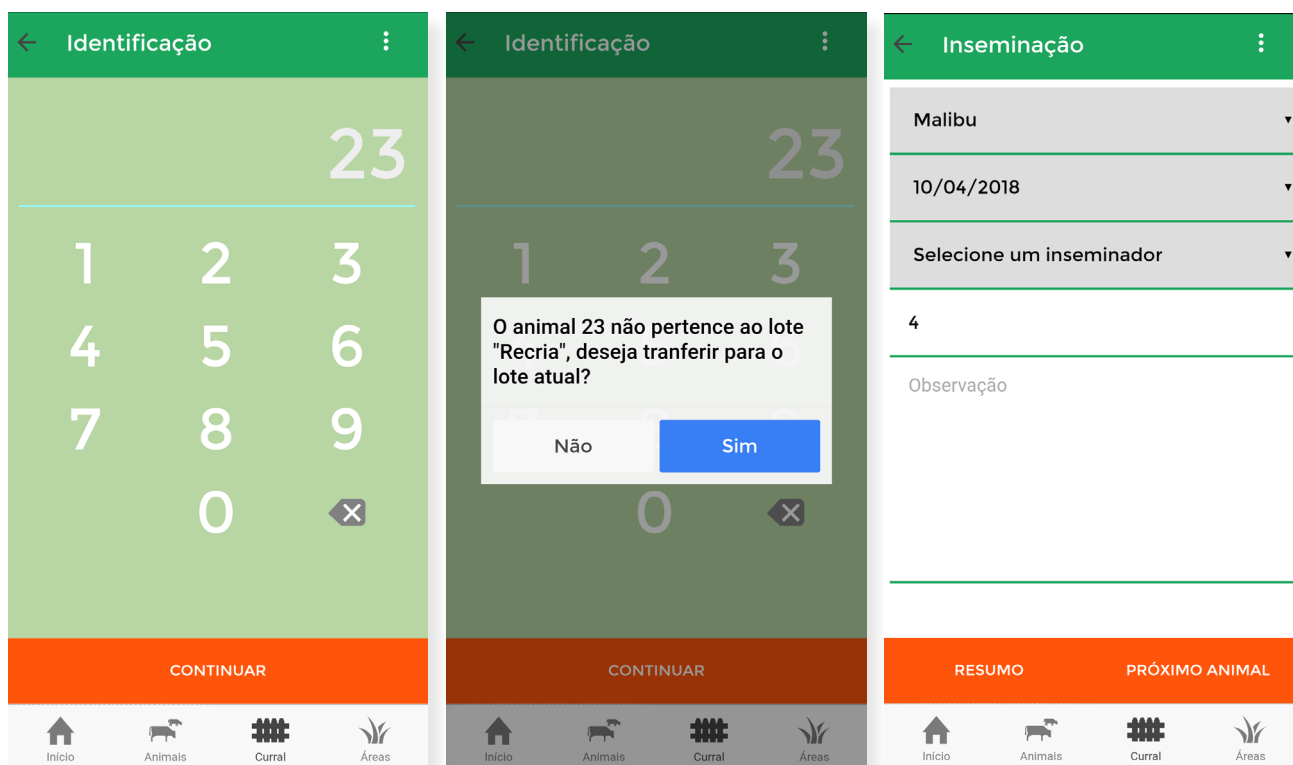 Identificação
23
1 2 3
4 5 6
7 8 9
0
CONTINUAR
Início Animais Curral Áreas
Identificação
23
1 2 3
O animal 23 não pertence ao lote
"Recria", deseja tranferir para o
lote atual?
Não Sim
0
CONTINUAR
Início Animais Curral Áreas
Inseminação
Malibu
10/04/2018
Selecione um inseminador
4
Observação
RESUMO PRÓXIMO ANIMAL
Início Animais Curral Áreas